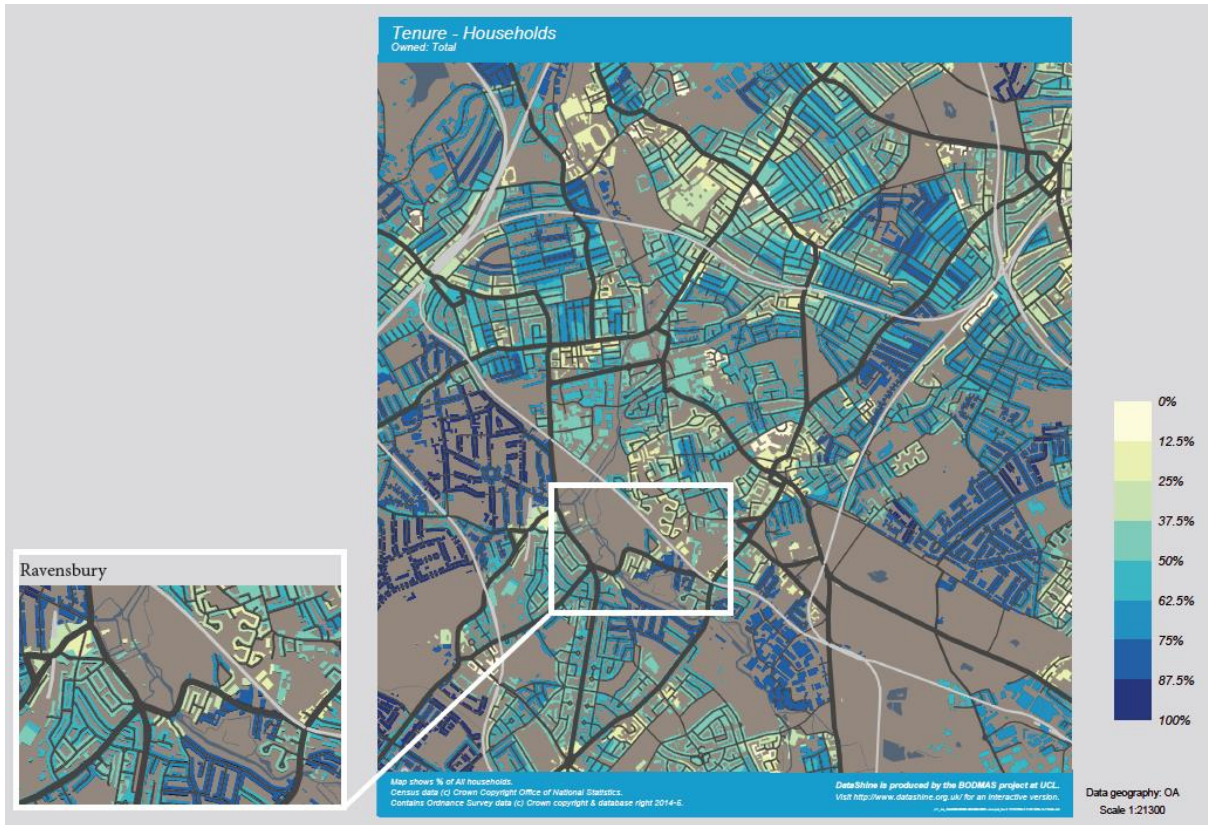 Tenure - Households
Owned: Total
0%
12.5%
25%
37.5%
50%
62.5%
75%
87.5%
100%
Ravensbury
Map shows % of All households.
Census data (c) Crown Copyright Office of National Statistics.
Contains Ordnance Survey data (c) Crown copyright & database right 2014-5.
DataShine is produced by the BODMAS project at UCL.
Visit http://www.datashine.org.uk/ for an interactive version.
Data geography: OA
Scale 1:21300